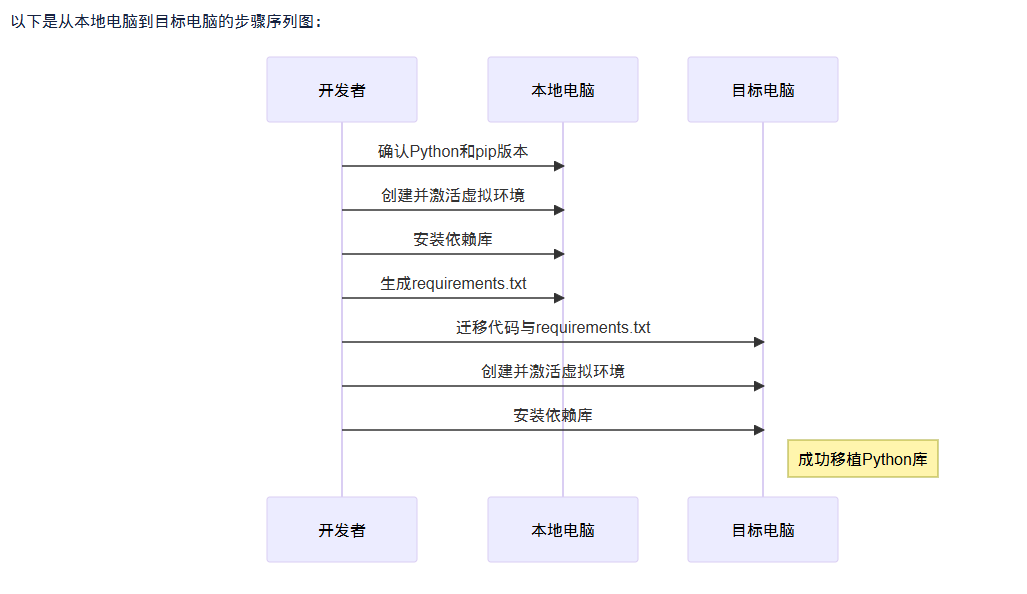 以下是从本地电脑到目标电脑的步骤序列图:
开发者
本地电脑
目标电脑
确认Python和pip版本
创建并激活虚拟环境
安装依赖库
生成requirements.txt
迁移代码与requirements.txt
创建并激活虚拟环境
安装依赖库
成功移植Python库
开发者
本地电脑
目标电脑